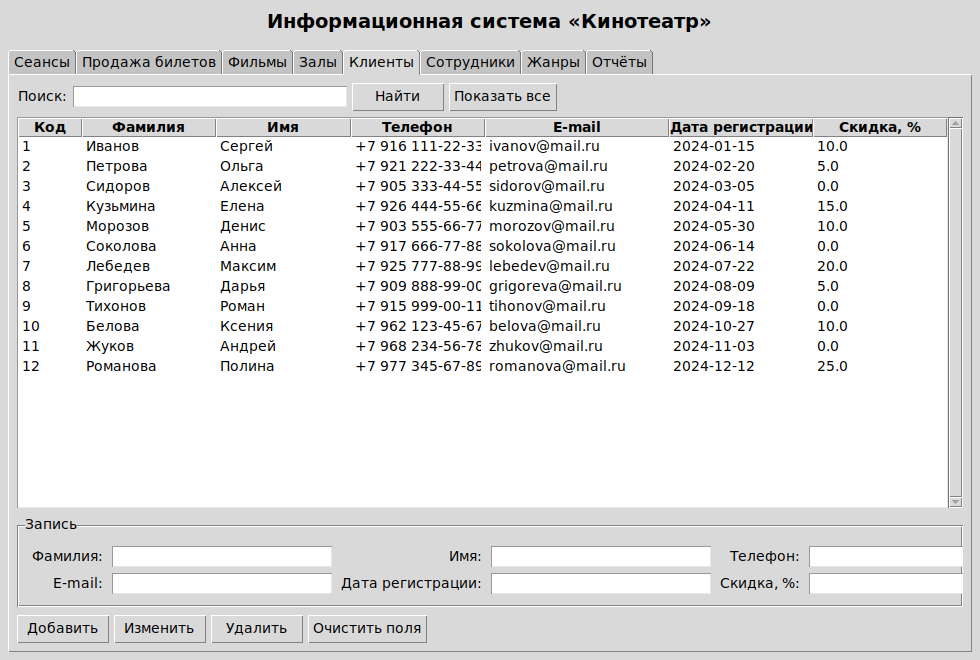 Информационная система «Кинотеатр»
Сеансы Продажа билетов Фильмы Залы Клиенты Сотрудники Жанры Отчёты
Поиск: Найти Показать все
Код Фамилия Имя Телефон E-mail Дата регистрации Скидка, %
1 Иванов Сергей +7 916 111-22-33 ivanov@mail.ru 2024-01-15 10.0
2 Петрова Ольга +7 921 222-33-44 petrova@mail.ru 2024-02-20 5.0
3 Сидоров Алексей +7 905 333-44-55 sidorov@mail.ru 2024-03-05 0.0
4 Кузьмина Елена +7 926 444-55-66 kuzmina@mail.ru 2024-04-11 15.0
5 Морозов Денис +7 903 555-66-77 morozov@mail.ru 2024-05-30 10.0
6 Соколова Анна +7 917 666-77-88 sokolova@mail.ru 2024-06-14 0.0
7 Лебедев Максим +7 925 777-88-99 lebedev@mail.ru 2024-07-22 20.0
8 Григорьева Дарья +7 909 888-99-00 grigoreva@mail.ru 2024-08-09 5.0
9 Тихонов Роман +7 915 999-00-11 tihonov@mail.ru 2024-09-18 0.0
10 Белова Ксения +7 962 123-45-67 belova@mail.ru 2024-10-27 10.0
11 Жуков Андрей +7 968 234-56-78 zhukov@mail.ru 2024-11-03 0.0
12 Романова Полина +7 977 345-67-89 romanova@mail.ru 2024-12-12 25.0
Запись
Фамилия: Имя: Телефон:
E-mail: Дата регистрации: Скидка, %:
Добавить Изменить Удалить Очистить поля